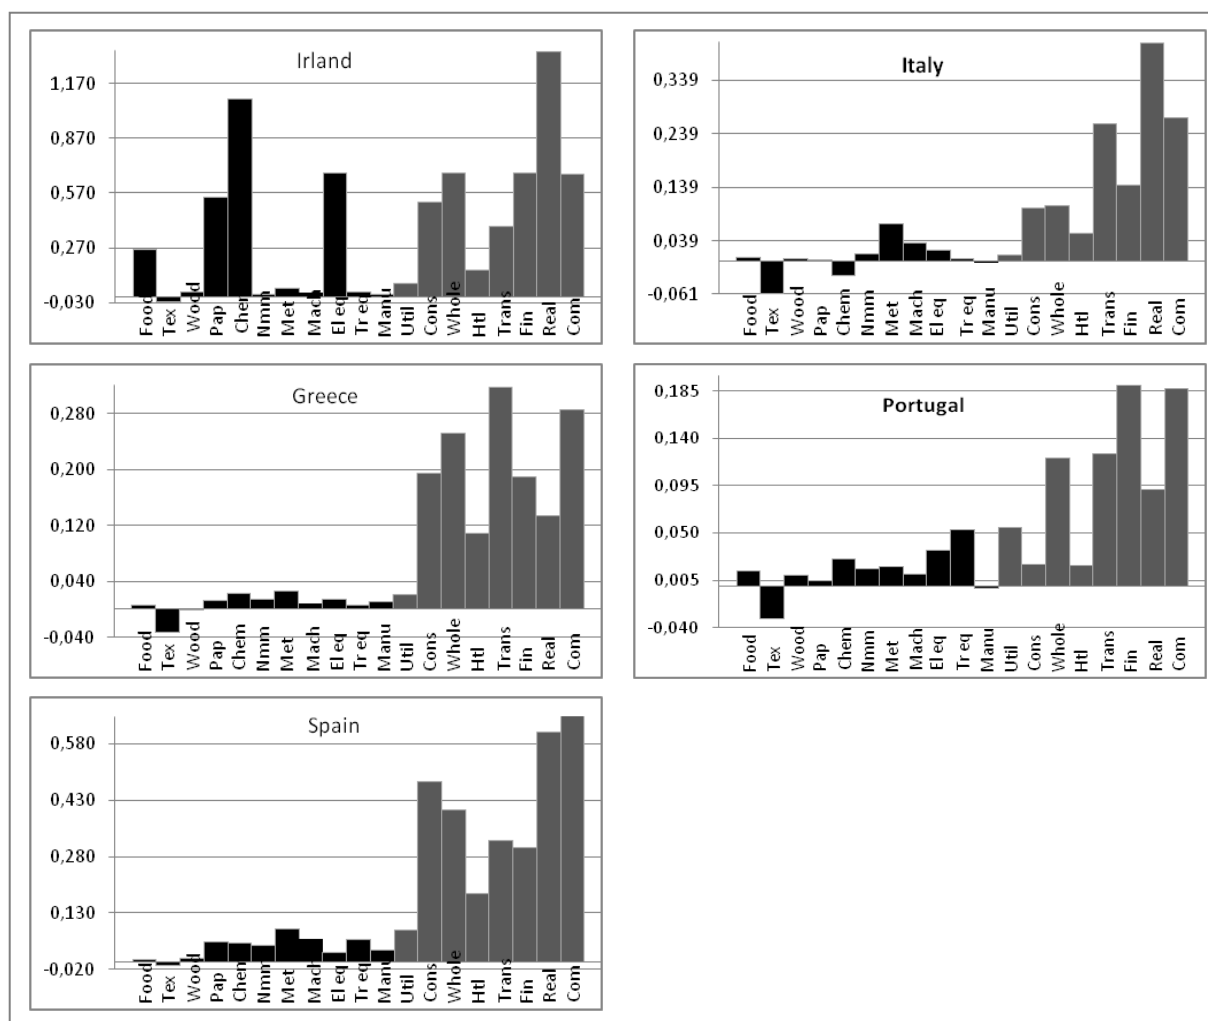 Irland
1,170
0,870
0,570
0,270
-0,030
Food Tex Wood Pap Chem Nmm Met Mach El eq Tr eq Manu Util Cons Whole Htl Trans Fin Real Com
Italy
0,339
0,239
0,139
0,039
-0,061
Food Tex Wood Pap Chem Nmm Met Mach El eq Tr eq Manu Util Cons Whole Htl Trans Fin Real Com
Greece
0,280
0,200
0,120
0,040
-0,040
Food Tex Wood Pap Chem Nmm Met Mach El eq Tr eq Manu Util Cons Whole Htl Trans Fin Real Com
Portugal
0,185
0,140
0,095
0,050
0,005
-0,040
Food Tex Wood Pap Chem Nmm Met Mach El eq Tr eq Manu Util Cons Whole Htl Trans Fin Real Com
Spain
0,580
0,430
0,280
0,130
-0,020
Food Tex Wood Pap Chem Nmm Met Mach El eq Tr eq Manu Util Cons Whole Htl Trans Fin Real Com